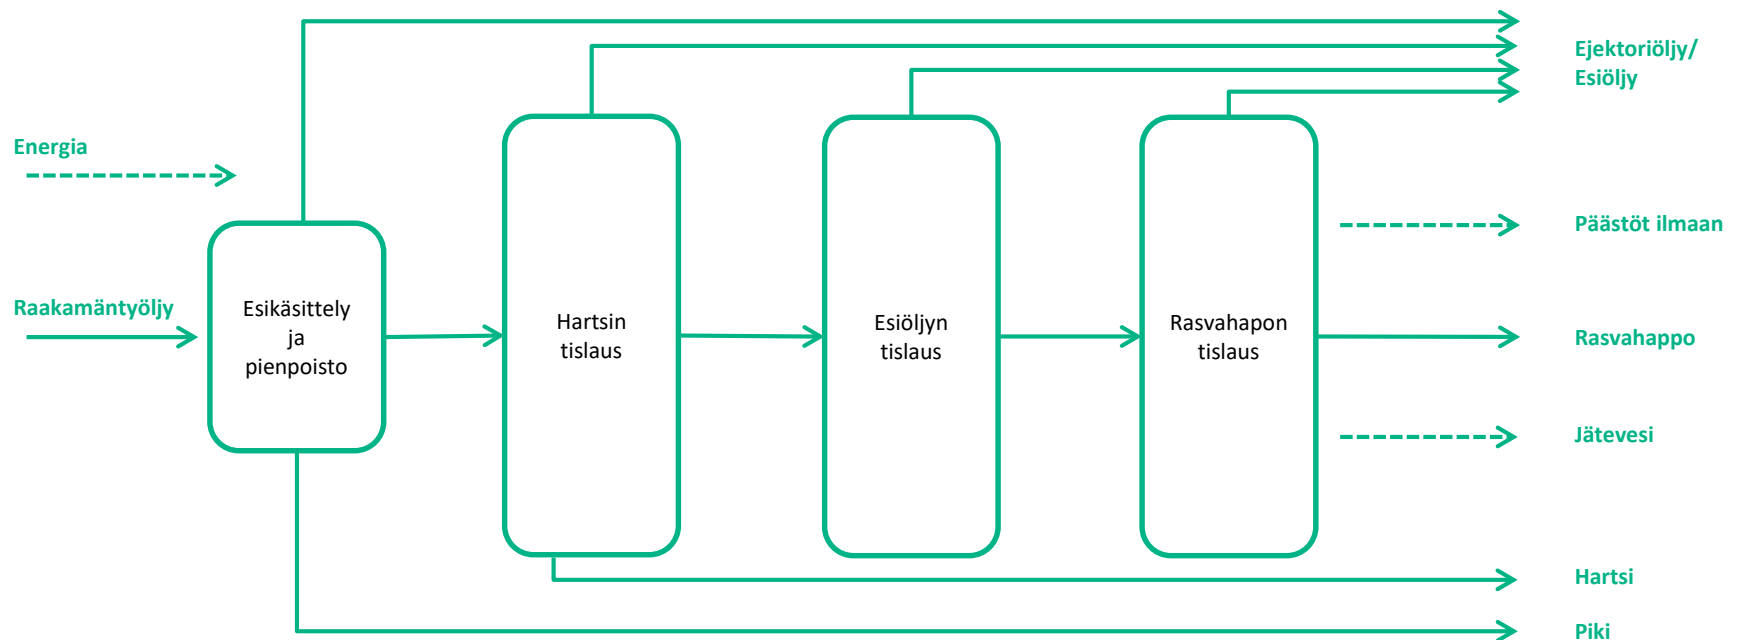 Energia
Raakamäntyöljy
Esikäsittely
ja
pienpoisto
Hartsin
tislaus
Esiöljyn
tislaus
Rasvahapon
tislaus
Ejektoriöljy/
Esiöljy
Päästöt ilmaan
Rasvahappo
Jätevesi
Hartsi
Piki